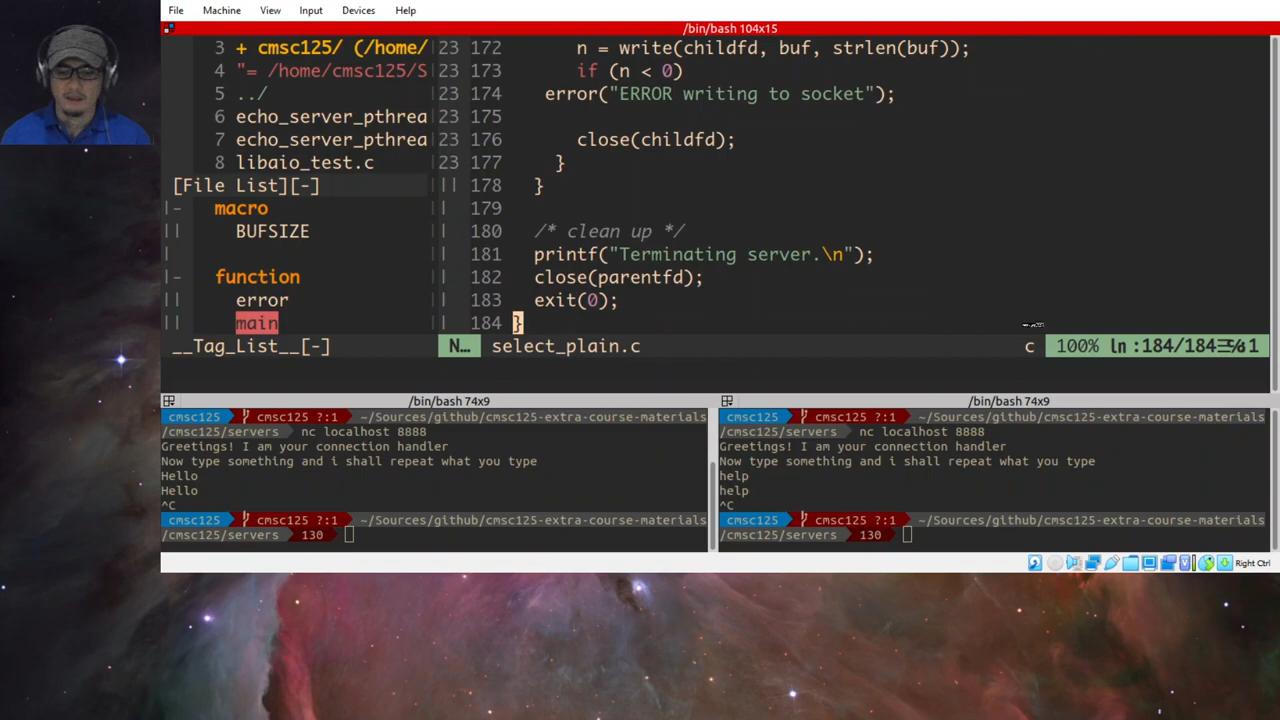 File Machine View Input Devices Help
/bin/bash 104x15
3 + cmsc125/ (/home/
4 "= /home/cmsc125/S
5 ../
6 echo_server_pthrea
7 echo_server_pthrea
8 libaio_test.c
[File List][-]
|- macro
|| BUFSIZE
|
|- function
|| error
|| main
__Tag_List__[-]
23 172 n = write(childfd, buf, strlen(buf));
23 173 if (n < 0)
23 174 error("ERROR writing to socket");
23 175
23 176 close(childfd);
23 177 }
|| 178 }
|| 179
|| 180 /* clean up */
|| 181 printf("Terminating server.\n");
|| 182 close(parentfd);
|| 183 exit(0);
|| 184 }
N… select_plain.c c 100% ln :184/184 ☰℅:1
/bin/bash 74x9
cmsc125 cmsc125 ?:1 ~/Sources/github/cmsc125-extra-course-materials
/cmsc125/servers nc localhost 8888
Greetings! I am your connection handler
Now type something and i shall repeat what you type
Hello
Hello
^C
cmsc125 cmsc125 ?:1 ~/Sources/github/cmsc125-extra-course-materials
/cmsc125/servers 130
/bin/bash 74x9
cmsc125 cmsc125 ?:1 ~/Sources/github/cmsc125-extra-course-materials
/cmsc125/servers nc localhost 8888
Greetings! I am your connection handler
Now type something and i shall repeat what you type
help
help
^C
cmsc125 cmsc125 ?:1 ~/Sources/github/cmsc125-extra-course-materials
/cmsc125/servers 130
Right Ctrl